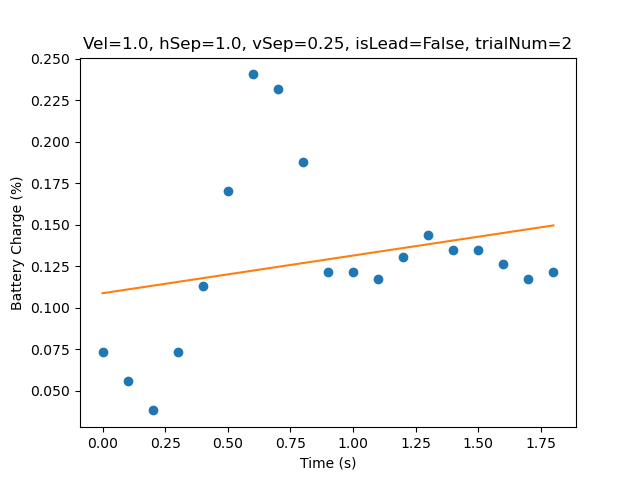 Vel=1.0, hSep=1.0, vSep=0.25, isLead=False, trialNum=2
0.250
0.225
0.200
0.175
0.150
0.125
0.100
0.075
0.050
Battery Charge (%)
0.00 0.25 0.50 0.75 1.00 1.25 1.50 1.75
Time (s)